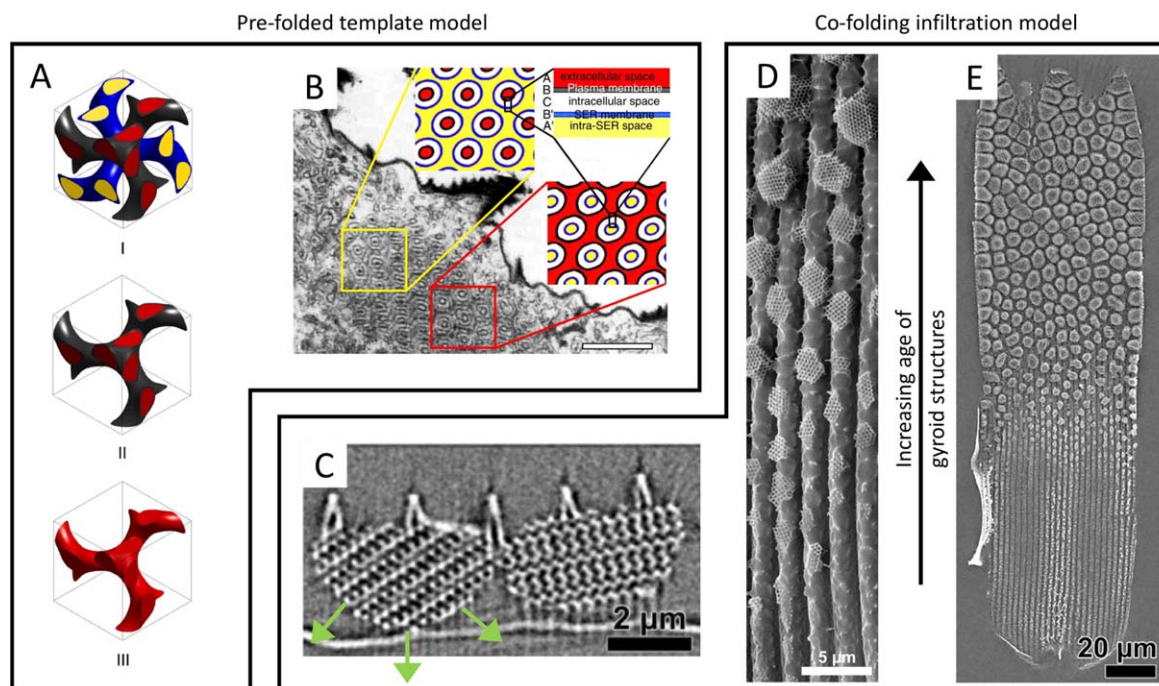 Pre-folded template model
Co-folding infiltration model
A
I
II
III
B
A
B
C
B'
A'
extracellular space
Plasma membrane
intracellular space
SER membrane
intra-SER space
C
2 µm
D
5 µm
Increasing age of
gyroid structures
E
20 µm